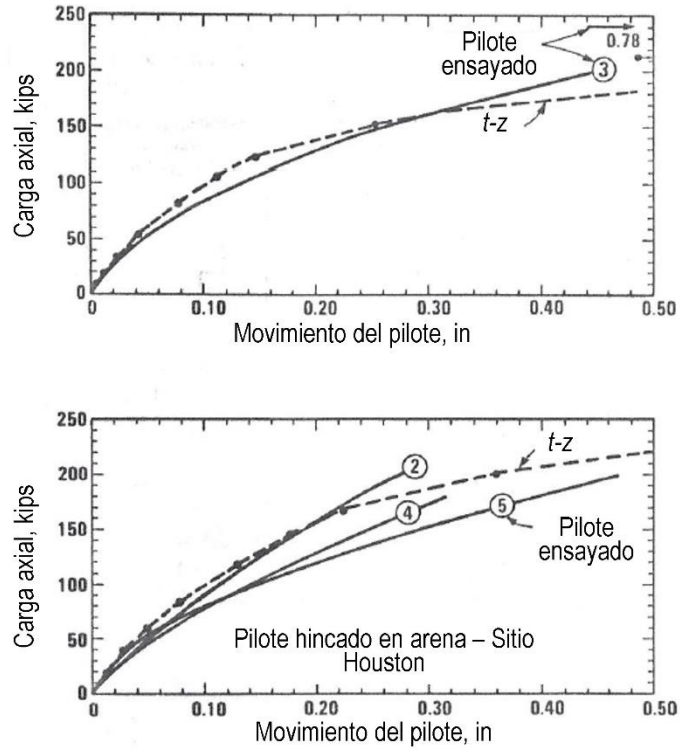 250
200
150
100
50
0
Carga axial, kips
Pilote
ensayado
0.78
3
t-z
0
0.10
0.20
0.30
0.40
0.50
Movimiento del pilote, in
250
200
150
100
50
0
Carga axial, kips
t-z
2
4
5
Pilote
ensayado
Pilote hincado en arena – Sitio
Houston
0
0.10
0.20
0.30
0.40
0.50
Movimiento del pilote, in